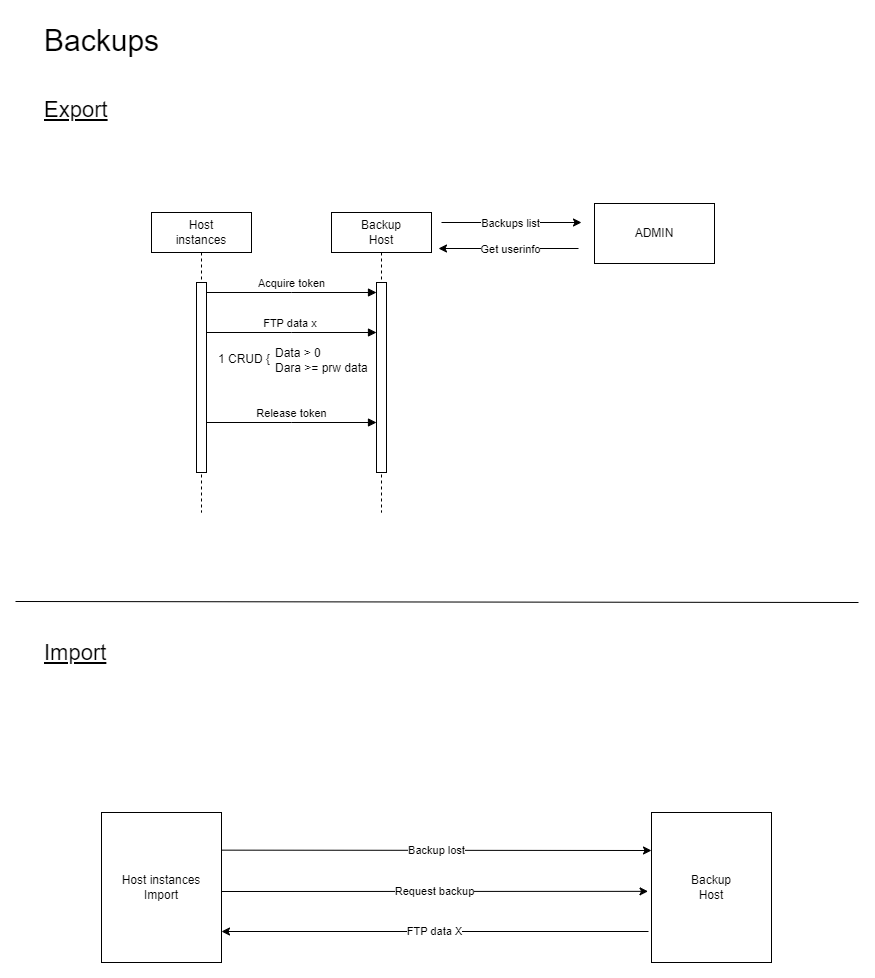 Backups
Export
Host
instances
Backup
Host
Backups list
Get userinfo
ADMIN
Acquire token
FTP data x
1 CRUD {
Data > 0
Dara >= prw data
Release token
Import
Host instances
Import
Backup lost
Request backup
FTP data X
Backup
Host